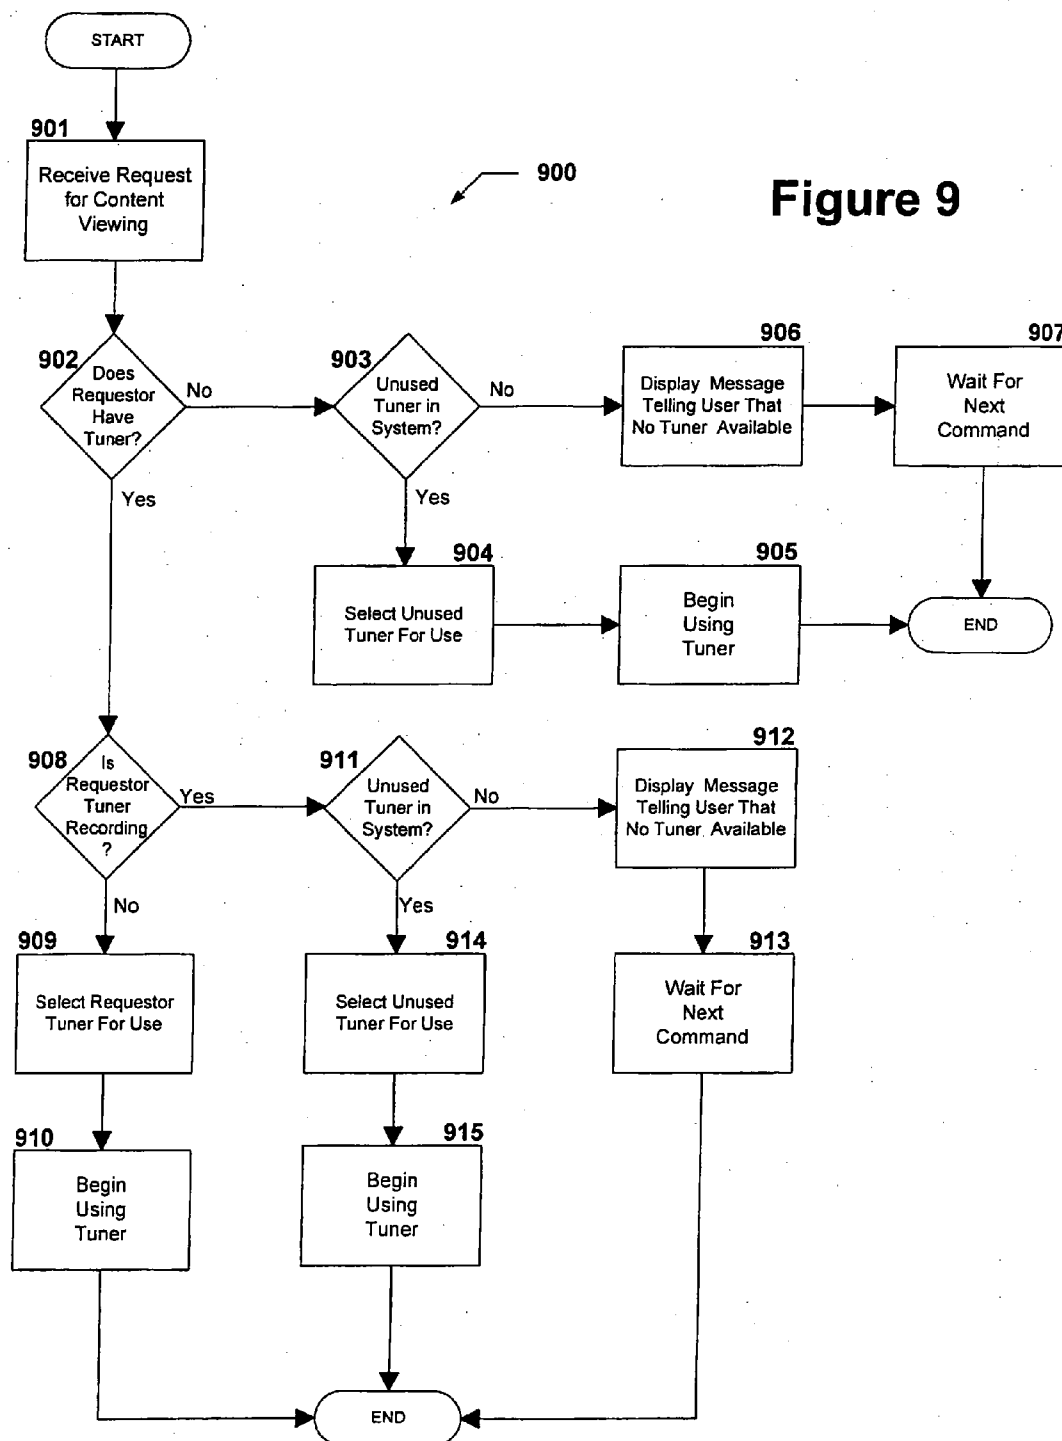 START
901
Receive Request
for Content
Viewing
900
Figure 9
902
Does
Requestor
Have
Tuner?
No
Yes
903
Unused
Tuner in
System?
No
Yes
906
Display Message
Telling User That
No Tuner Available
907
Wait For
Next
Command
904
Select Unused
Tuner For Use
905
Begin
Using
Tuner
END
908
Is
Requestor
Tuner
Recording
?
Yes
No
911
Unused
Tuner in
System?
No
Yes
912
Display Message
Telling User That
No Tuner Available
909
Select Requestor
Tuner For Use
914
Select Unused
Tuner For Use
913
Wait For
Next
Command
910
Begin
Using
Tuner
915
Begin
Using
Tuner
END